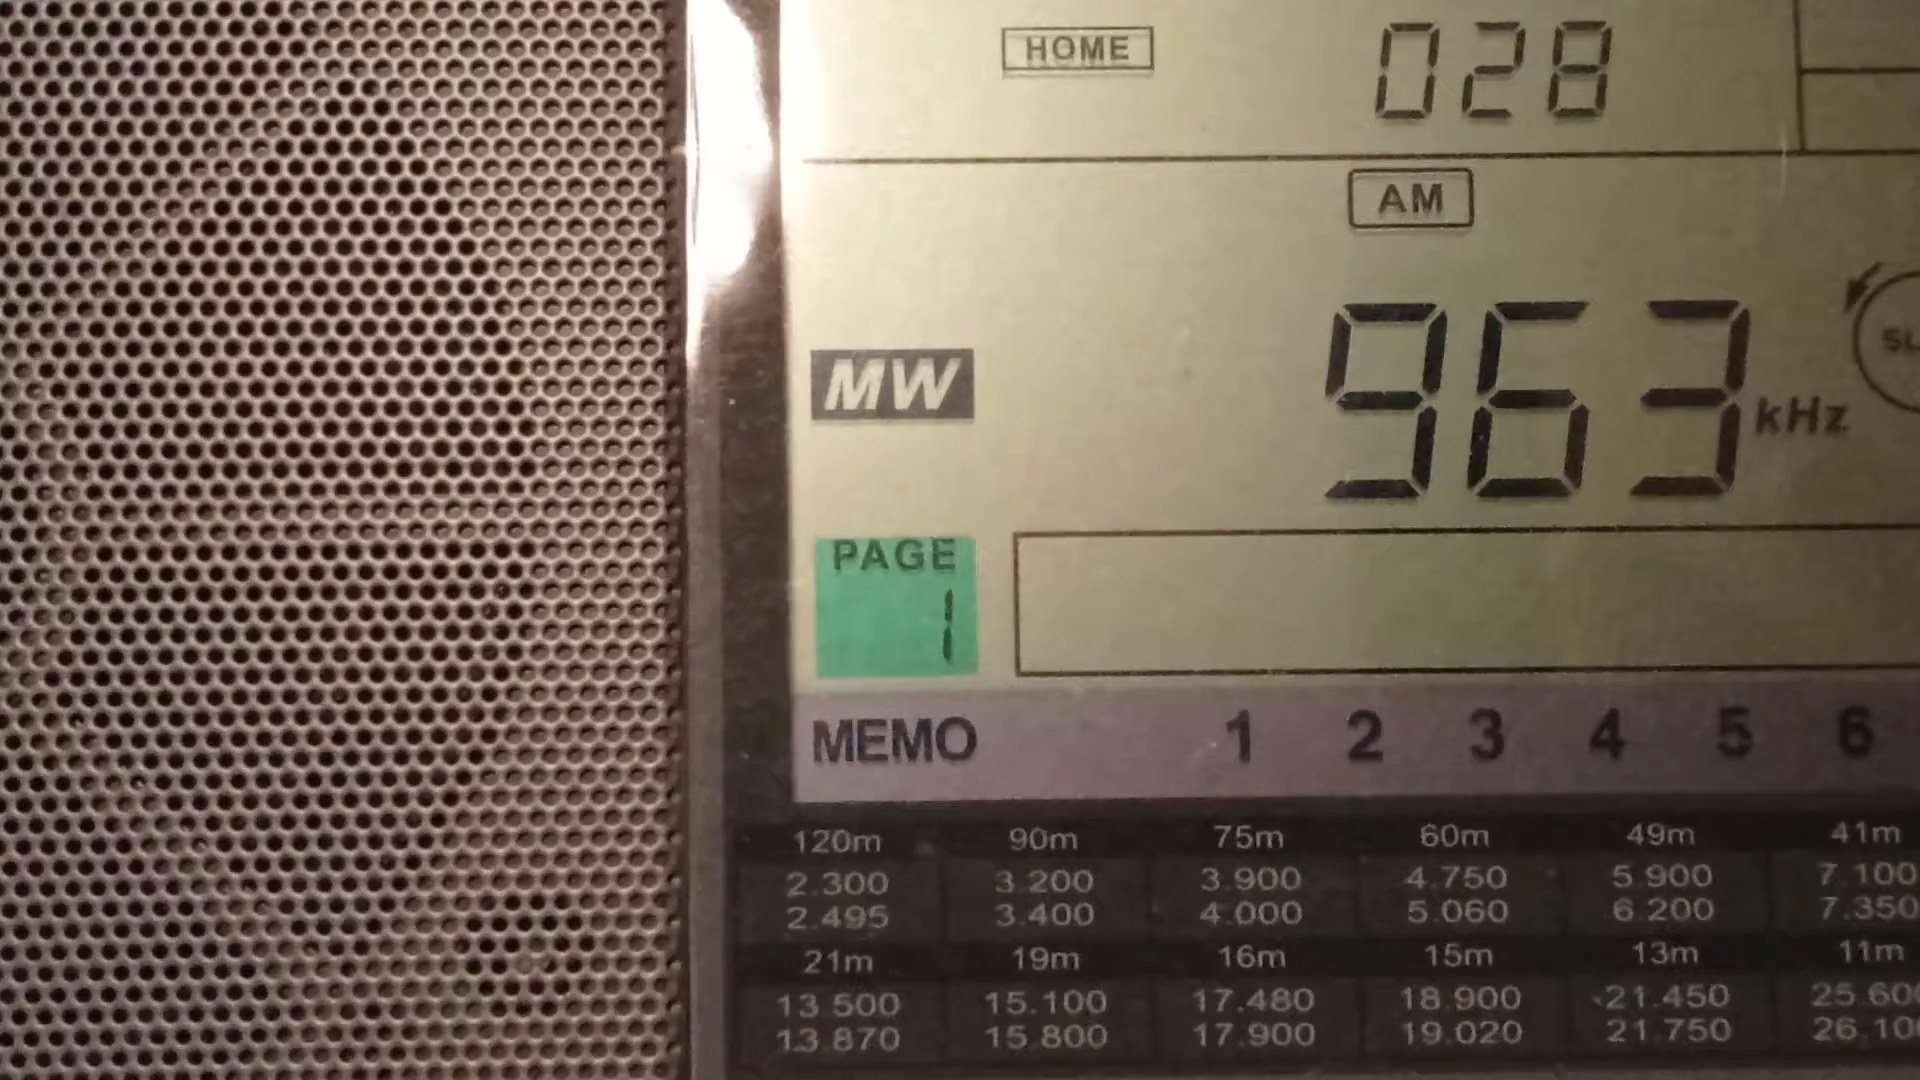 HOME 028
AM
MW 963 kHz
PAGE
1
MEMO 1 2 3 4 5 6
120m 90m 75m 60m 49m 41m
2.300 3.200 3.900 4.750 5.900 7.100
2.495 3.400 4.000 5.060 6.200 7.350
21m 19m 16m 15m 13m 11m
13.500 15.100 17.480 18.900 21.450 25.600
13.870 15.800 17.900 19.020 21.750 26.100